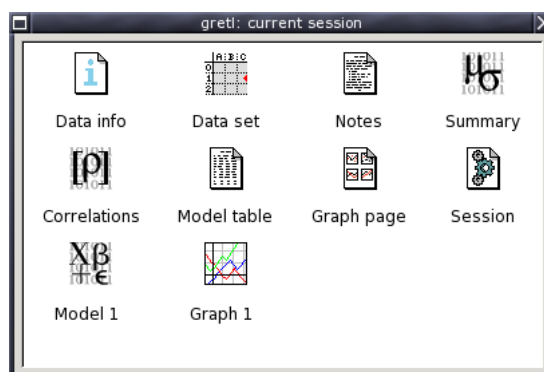 gretl: current session
Data info Data set Notes Summary
Correlations Model table Graph page Session
Model 1 Graph 1